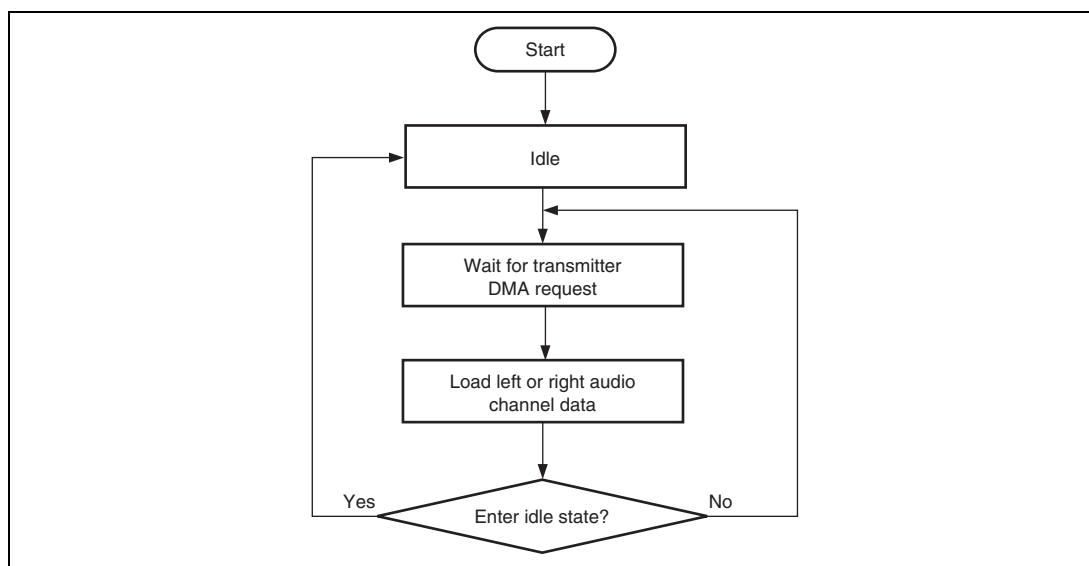 Start
Idle
Wait for transmitter
DMA request
Load left or right audio
channel data
Yes
Enter idle state?
No